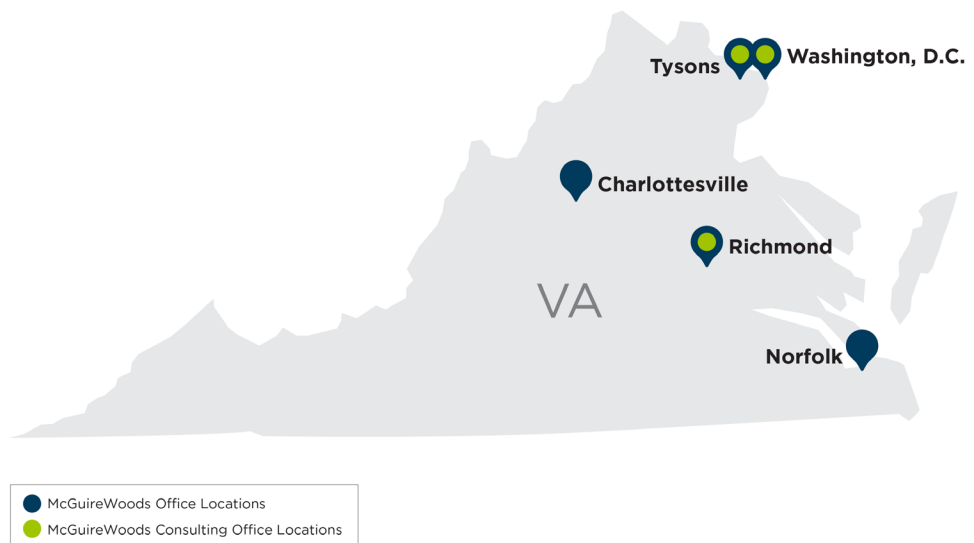 Washington, D.C.
Tysons
Charlottesville
Richmond
VA
Norfolk
McGuireWoods Office Locations
McGuireWoods Consulting Office Locations